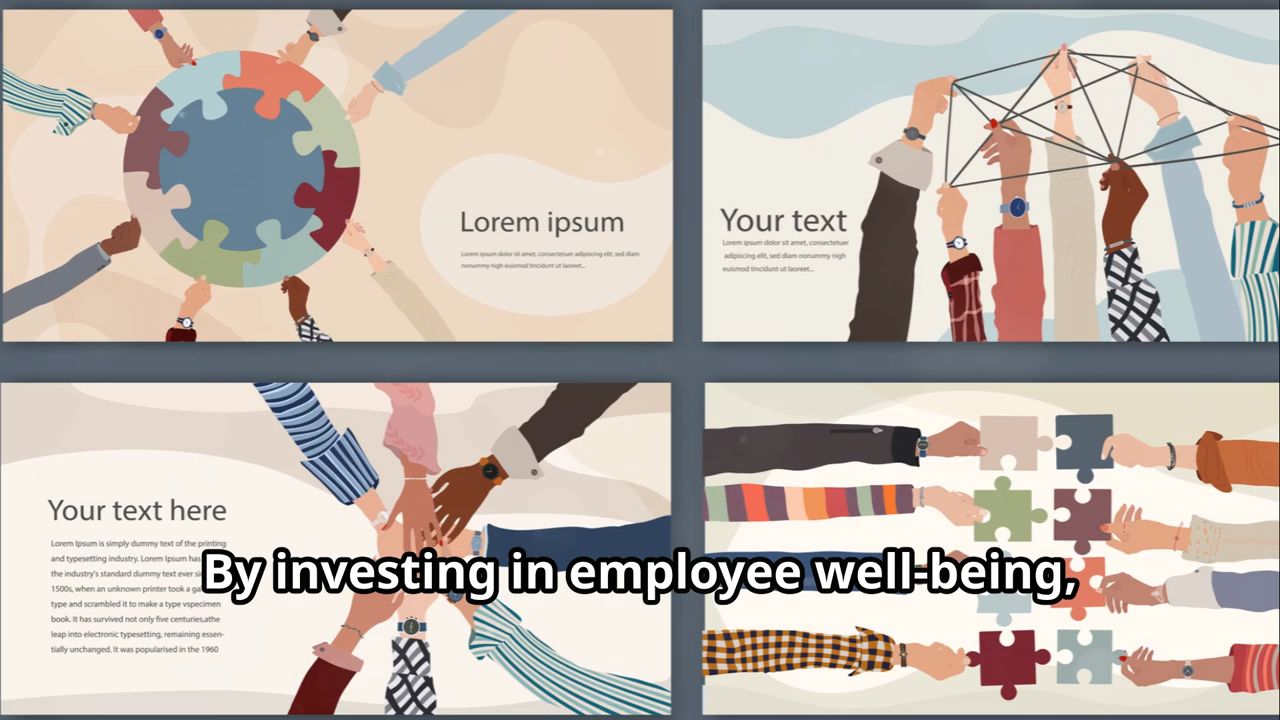 Lorem ipsum
Lorem ipsum dolor sit amet, consectetuer adipiscing elit, sed diam
nonummy nigh euismod tincidunt ut laoreet...
Your text
Lorem ipsum dolor sit amet, consectetuer
adipiscing elit, sed diam nonummy nigh
euismod tincidunt ut laoreet...
Your text here
Lorem Ipsum is simply dummy text of the printing
and typesetting industry. Lorem Ipsum has
the industry's standard dummy text ever
1500s, when an unknown printer took a
type and scrambled it to make a type vspecimen
book. It has survived not only five centuries,athe
leap into electronic typesetting, remaining essen-
tially unchanged. It was popularised in the 1960
By investing in employee well-being,